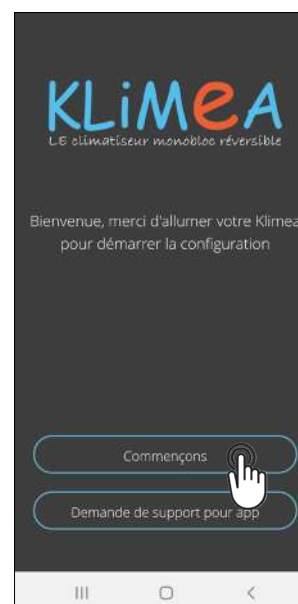 KLiMeA
LE climatiseur monobloc réversible
Bienvenue, merci d'allumer votre Klimea
pour démarrer la configuration
Commençons
Demande de support pour app